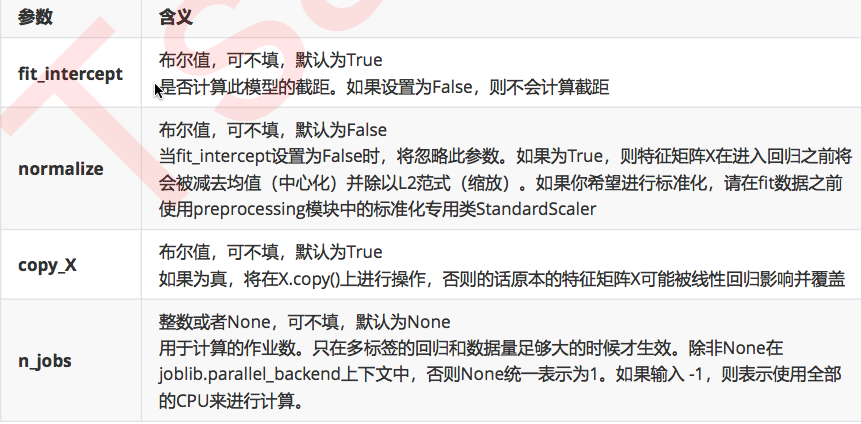 参数 含义
fit_intercept
布尔值，可不填，默认为True
是否计算此模型的截距。如果设置为False，则不会计算截距
normalize
布尔值，可不填，默认为False
当fit_intercept设置为False时，将忽略此参数。如果为True，则特征矩阵X在进入回归之前将
会被减去均值（中心化）并除以L2范式（缩放）。如果你希望进行标准化，请在fit数据之前
使用preprocessing模块中的标准化专用类StandardScaler
copy_X
布尔值，可不填，默认为True
如果为真，将在X.copy()上进行操作，否则的话原本的特征矩阵X可能被线性回归影响并覆盖
n_jobs
整数或者None，可不填，默认为None
用于计算的作业数。只在多标签的回归和数据量足够大的时候才生效。除非None在
joblib.parallel_backend上下文中，否则None统一表示为1。如果输入 -1，则表示使用全部
的CPU来进行计算。